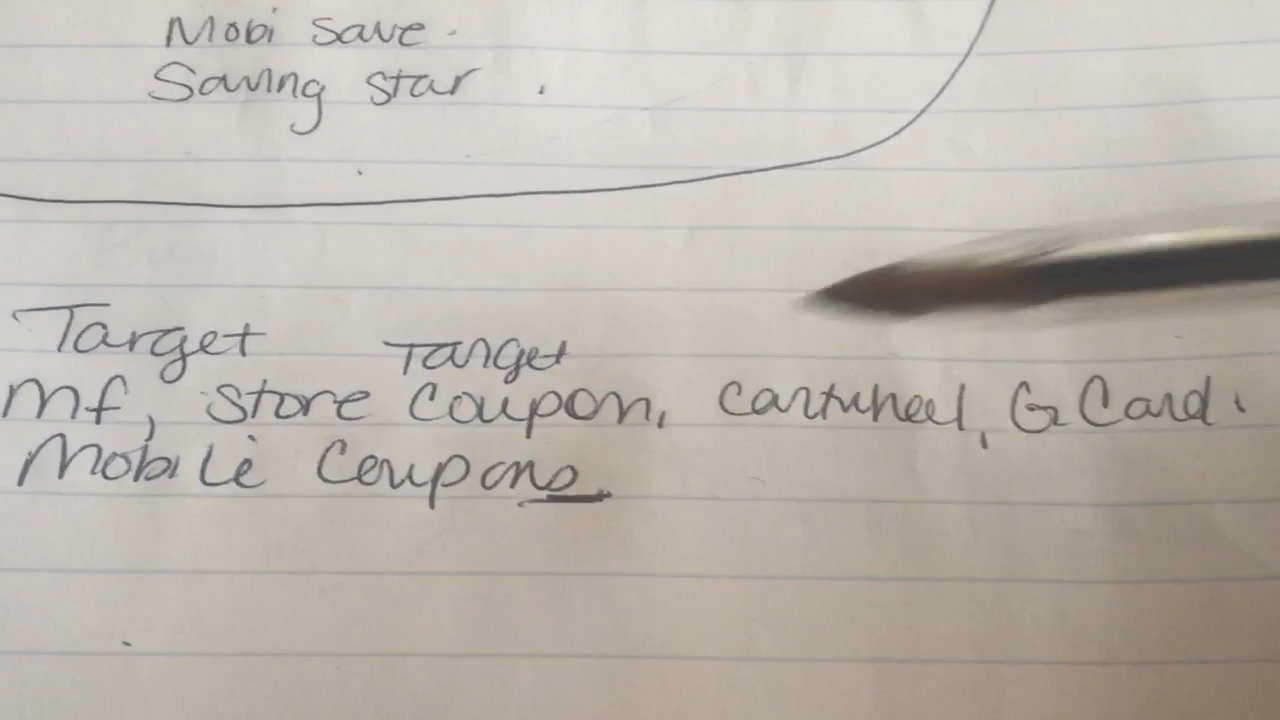 Mobi Save.
Saving star.
Target Target
Mf, Store Coupon, Cartwheel, G Card.
Mobile Coupons.